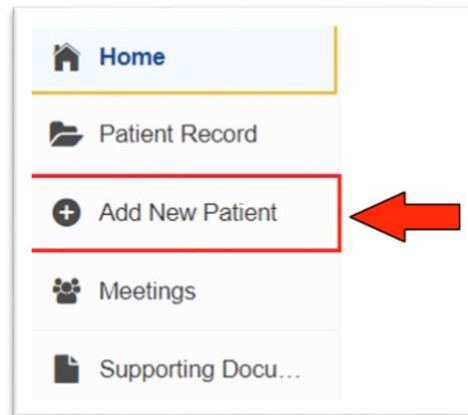 Home
Patient Record
Add New Patient
Meetings
Supporting Docu...